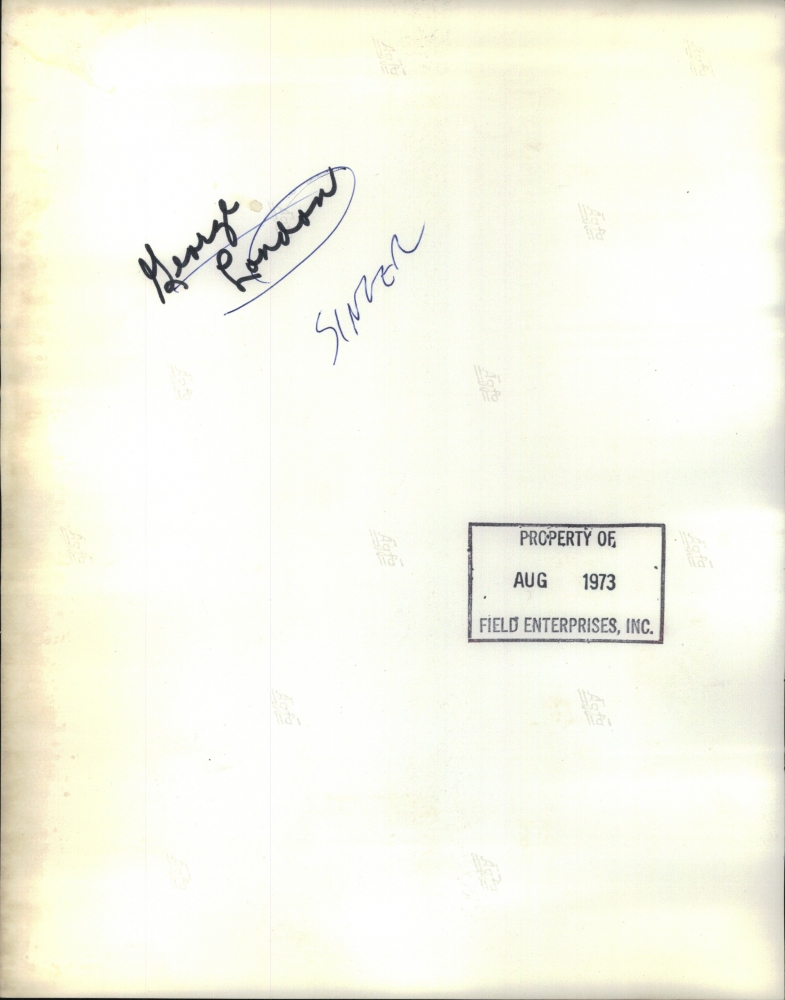 George
London
SINGER
PROPERTY OF
AUG 1973
FIELD ENTERPRISES, INC.